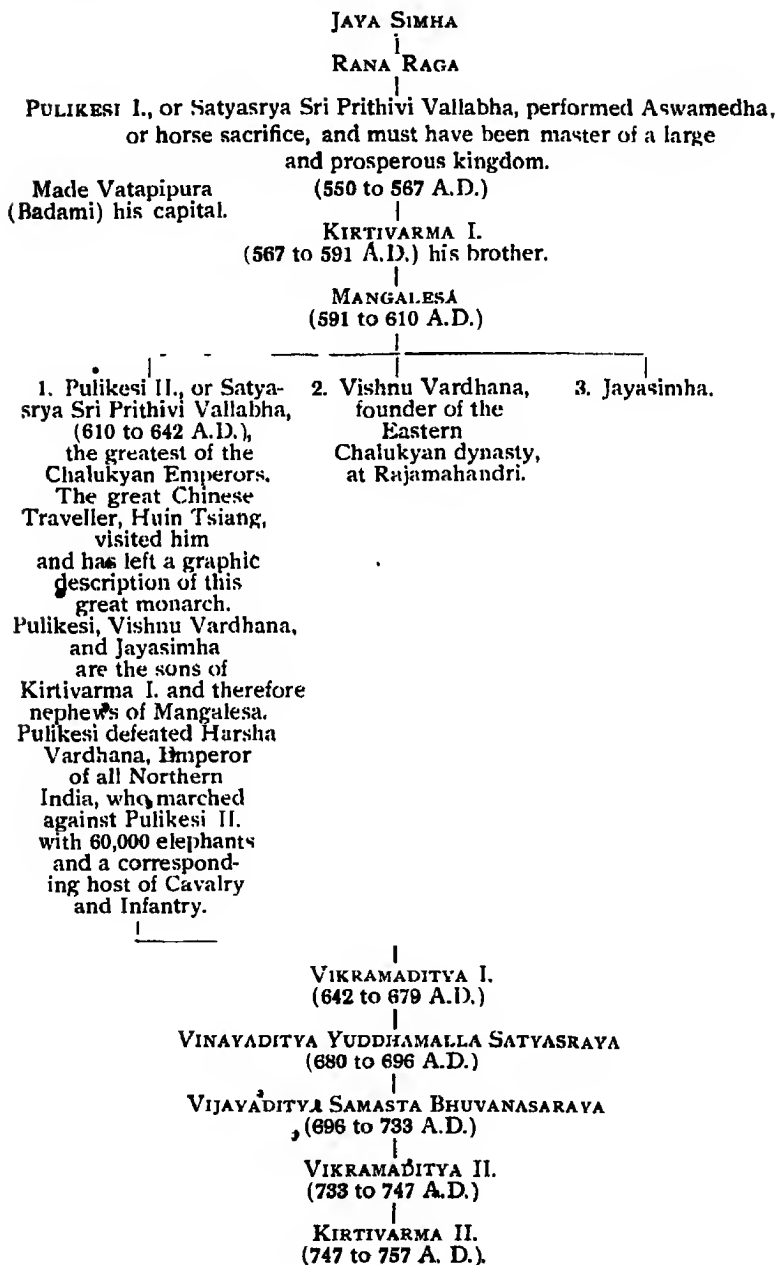 JAYA SIMHA
RANA RAGA
PULIKESI I., or Satyasrya Sri Prithivi Vallabha, performed Aswamedha,
or horse sacrifice, and must have been master of a large
and prosperous kingdom.
Made Vatapipura
(Badami) his capital.
(550 to 567 A.D.)
KIRTIVARMA I.
(567 to 591 A.D.) his brother.
MANGALESA
(591 to 610 A.D.)
1. Pulikesi II., or Satya-
srya Sri Prithivi Vallabha,
(610 to 642 A.D.),
the greatest of the
Chalukyan Emperors.
The great Chinese
Traveller, Huin Tsiang,
visited him
and has left a graphic
description of this
great monarch.
Pulikesi, Vishnu Vardhana,
and Jayasimha
are the sons of
Kirtivarma I. and therefore
nephews of Mangalesa.
Pulikesi defeated Harsha
Vardhana, Emperor
of all Northern
India, who marched
against Pulikesi II.
with 60,000 elephants
and a correspond-
ing host of Cavalry
and Infantry.
2. Vishnu Vardhana,
founder of the
Eastern
Chalukyan dynasty,
at Rajamahandri.
3. Jayasimha.
VIKRAMADITYA I.
(642 to 679 A.D.)
VINAYADITYA YUDDHAMALLA SATYASRAYA
(680 to 696 A.D.)
VIJAYADITYA SAMASTA BHUVANASARAYA
(696 to 733 A.D.)
VIKRAMADITYA II.
(733 to 747 A.D.)
KIRTIVARMA II.
(747 to 757 A. D.).